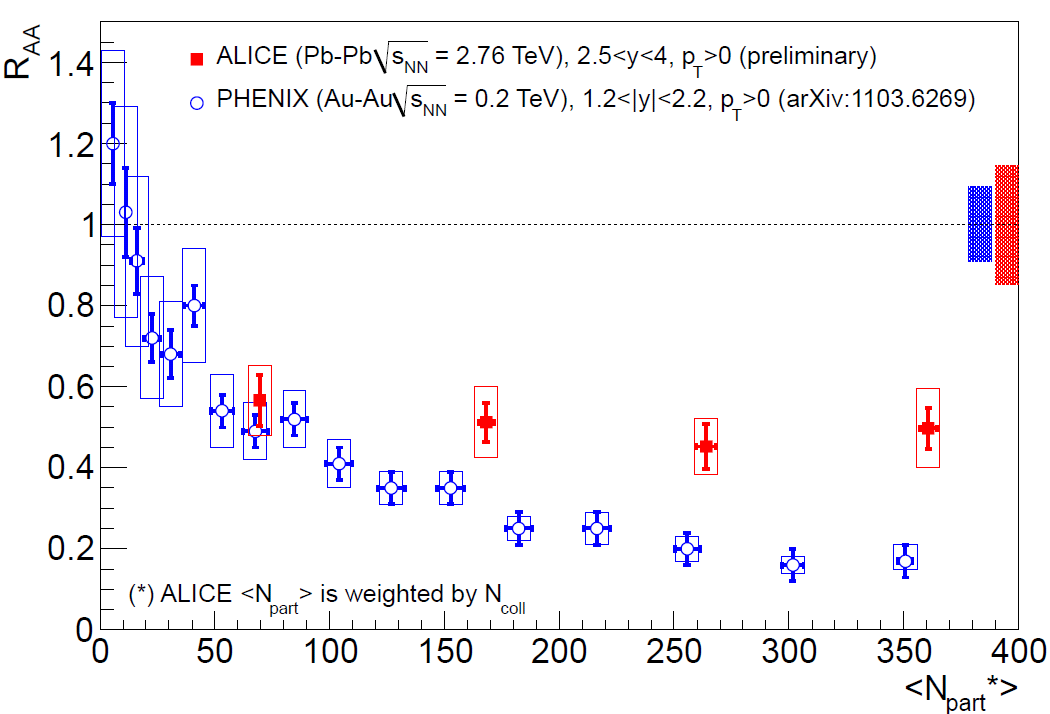 R_AA
1.4
1.2
1
0.8
0.6
0.4
0.2
0
ALICE (Pb-Pb√s_NN = 2.76 TeV), 2.5<y<4, p_T>0 (preliminary)
PHENIX (Au-Au√s_NN = 0.2 TeV), 1.2<|y|<2.2, p_T>0 (arXiv:1103.6269)
(*) ALICE <N_part> is weighted by N_coll
0 50 100 150 200 250 300 350 400
<N_part*>